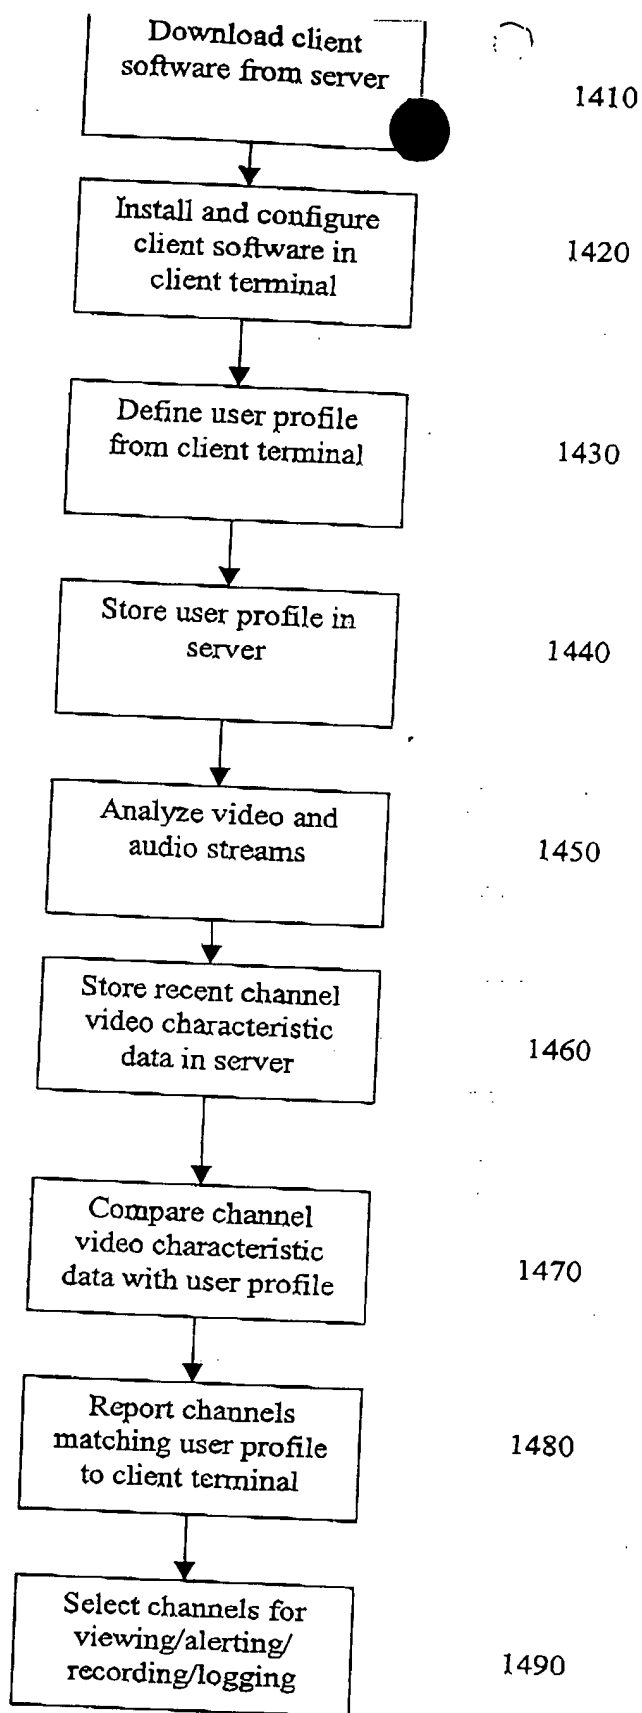 Download client
software from server
1410
Install and configure
client software in
client terminal
1420
Define user profile
from client terminal
1430
Store user profile in
server
1440
Analyze video and
audio streams
1450
Store recent channel
video characteristic
data in server
1460
Compare channel
video characteristic
data with user profile
1470
Report channels
matching user profile
to client terminal
1480
Select channels for
viewing/alerting/
recording/logging
1490